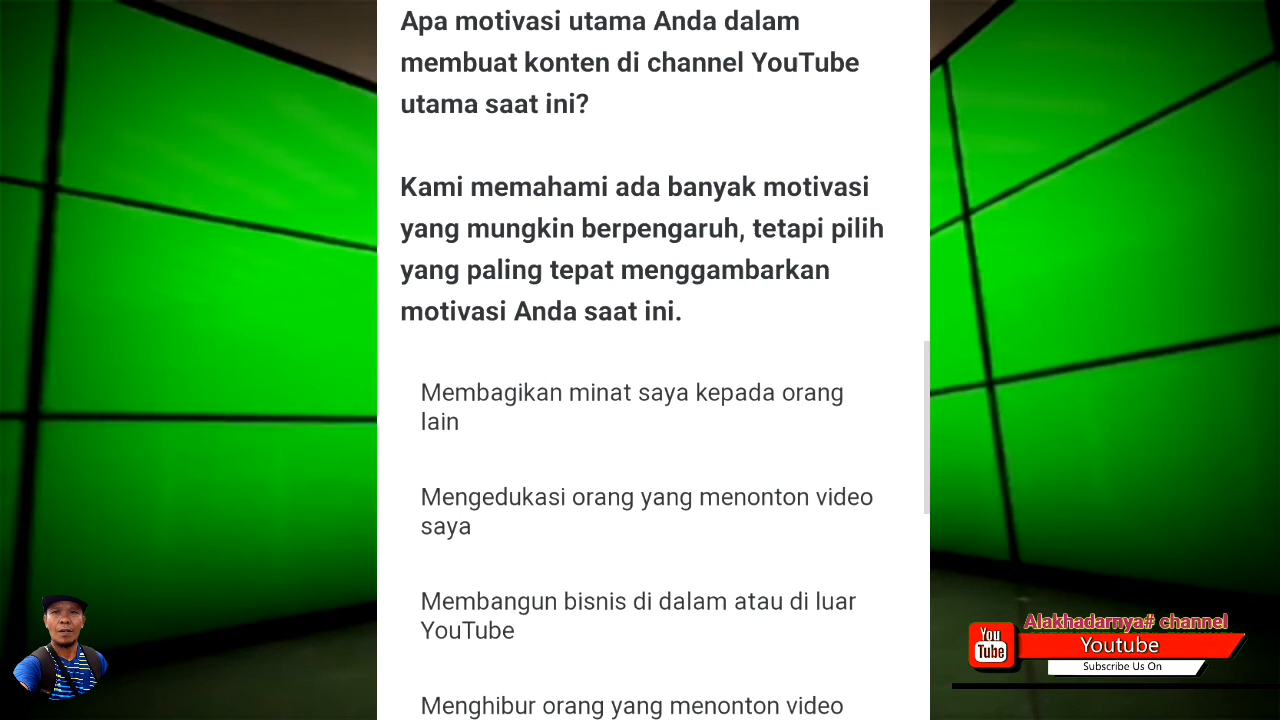 Apa motivasi utama Anda dalam
membuat konten di channel YouTube
utama saat ini?
Kami memahami ada banyak motivasi
yang mungkin berpengaruh, tetapi pilih
yang paling tepat menggambarkan
motivasi Anda saat ini.
Membagikan minat saya kepada orang
lain
Mengedukasi orang yang menonton video
saya
Membangun bisnis di dalam atau di luar
YouTube
Menghibur orang yang menonton video
Alakhadarnya# channel
You
Tube
Youtube
Subscribe Us On